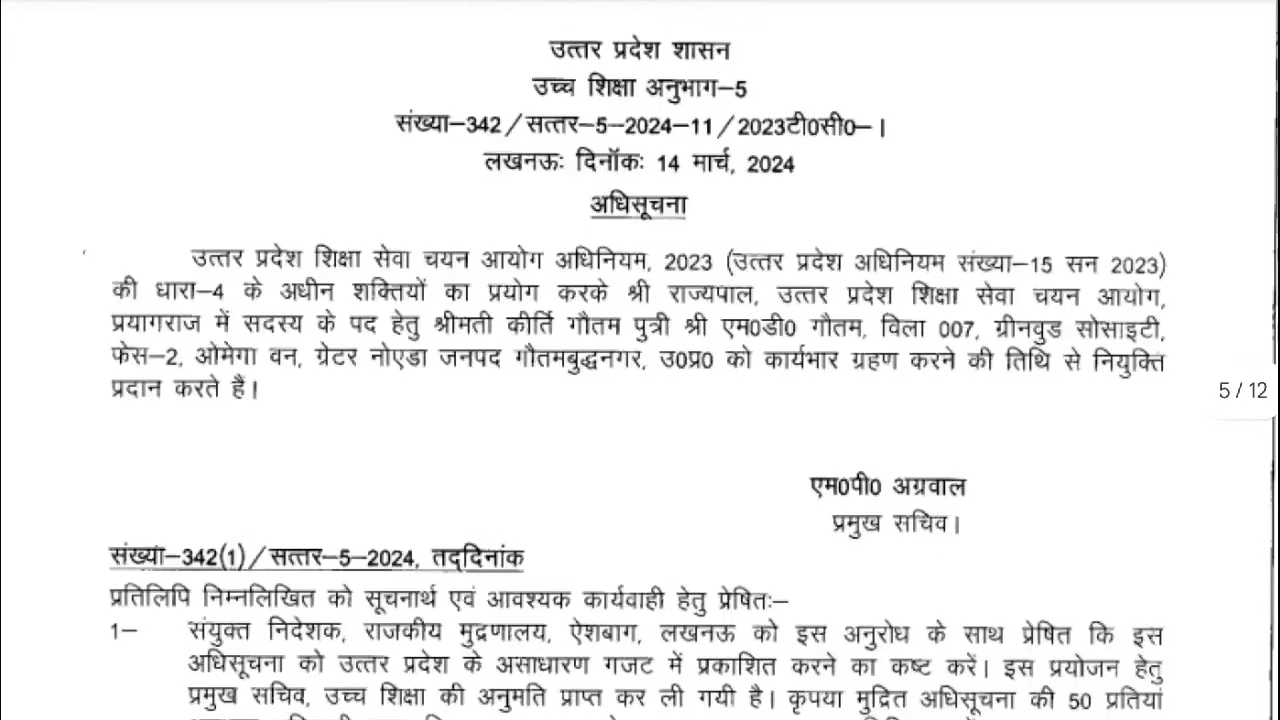 उत्तर प्रदेश शासन
उच्च शिक्षा अनुभाग–5
संख्या–342/सत्तर–5–2024–11/2023टी0सी0–।
लखनऊः दिनॉकः 14 मार्च, 2024
अधिसूचना
उत्तर प्रदेश शिक्षा सेवा चयन आयोग अधिनियम, 2023 (उत्तर प्रदेश अधिनियम संख्या–15 सन 2023)
की धारा–4 के अधीन शक्तियों का प्रयोग करके श्री राज्यपाल, उत्तर प्रदेश शिक्षा सेवा चयन आयोग,
प्रयागराज में सदस्य के पद हेतु श्रीमती कीर्ति गौतम पुत्री श्री एम0डी0 गौतम, विला 007, ग्रीनवुड सोसाइटी,
फेस–2, ओमेगा वन, ग्रेटर नोएडा जनपद गौतमबुद्धनगर, उ0प्र0 को कार्यभार ग्रहण करने की तिथि से नियुक्ति
प्रदान करते हैं।
5 / 12
एम0पी0 अग्रवाल
प्रमुख सचिव।
संख्या–342(1)/सत्तर–5–2024, तद्दिनांक
प्रतिलिपि निम्नलिखित को सूचनार्थ एवं आवश्यक कार्यवाही हेतु प्रेषितः–
1– संयुक्त निदेशक, राजकीय मुद्रणालय, ऐशबाग, लखनऊ को इस अनुरोध के साथ प्रेषित कि इस
अधिसूचना को उत्तर प्रदेश के असाधारण गजट में प्रकाशित करने का कष्ट करें। इस प्रयोजन हेतु
प्रमुख सचिव, उच्च शिक्षा की अनुमति प्राप्त कर ली गयी है। कृपया मुद्रित अधिसूचना की 50 प्रतियां